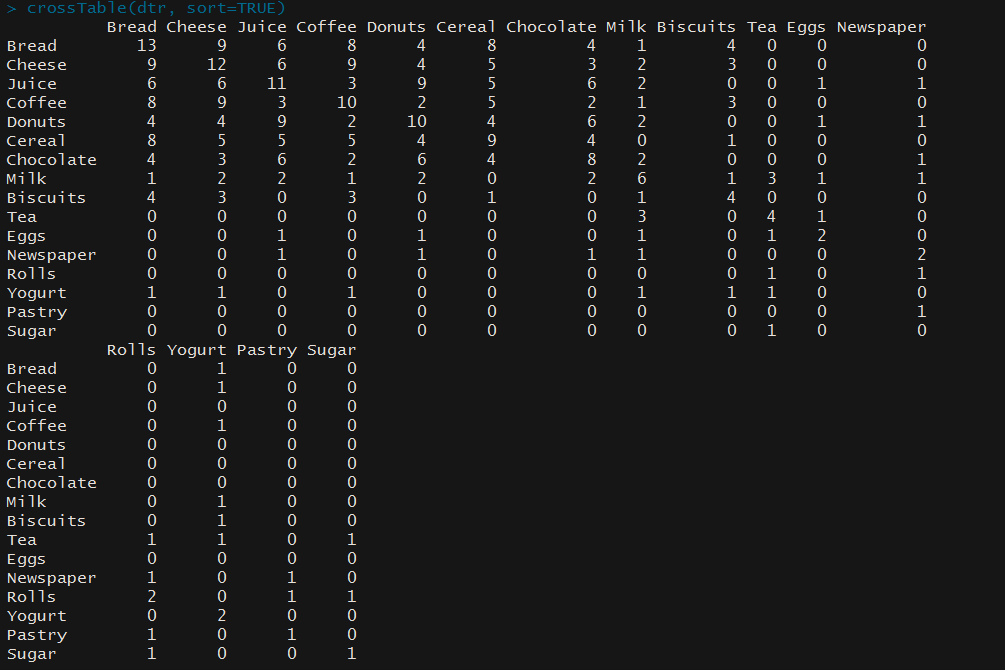 > crossTable(dtr, sort=TRUE)
          Bread Cheese Juice Coffee Donuts Cereal Chocolate Milk Biscuits Tea Eggs Newspaper
Bread        13      9     6      8      4      8         4    1        4   0    0         0
Cheese        9     12     6      9      4      5         3    2        3   0    0         0
Juice         6      6    11      3      9      5         6    2        0   0    1         1
Coffee        8      9     3     10      2      5         2    1        3   0    0         0
Donuts        4      4     9      2     10      4         6    2        0   0    1         1
Cereal        8      5     5      5      4      9         4    0        1   0    0         0
Chocolate     4      3     6      2      6      4         8    2        0   0    0         1
Milk          1      2     2      1      2      0         2    6        1   3    1         1
Biscuits      4      3     0      3      0      1         0    1        4   0    0         0
Tea           0      0     0      0      0      0         0    3        0   4    1         0
Eggs          0      0     1      0      1      0         0    1        0   1    2         0
Newspaper     0      0     1      0      1      0         1    1        0   0    0         2
Rolls         0      0     0      0      0      0         0    0        0   1    0         1
Yogurt        1      1     0      1      0      0         0    1        1   1    0         0
Pastry        0      0     0      0      0      0         0    0        0   0    0         1
Sugar         0      0     0      0      0      0         0    0        0   1    0         0
          Rolls Yogurt Pastry Sugar
Bread         0      1      0     0
Cheese        0      1      0     0
Juice         0      0      0     0
Coffee        0      1      0     0
Donuts        0      0      0     0
Cereal        0      0      0     0
Chocolate     0      0      0     0
Milk          0      1      0     0
Biscuits      0      1      0     0
Tea           1      1      0     1
Eggs          0      0      0     0
Newspaper     1      0      1     0
Rolls         2      0      1     1
Yogurt        0      2      0     0
Pastry        1      0      1     0
Sugar         1      0      0     1